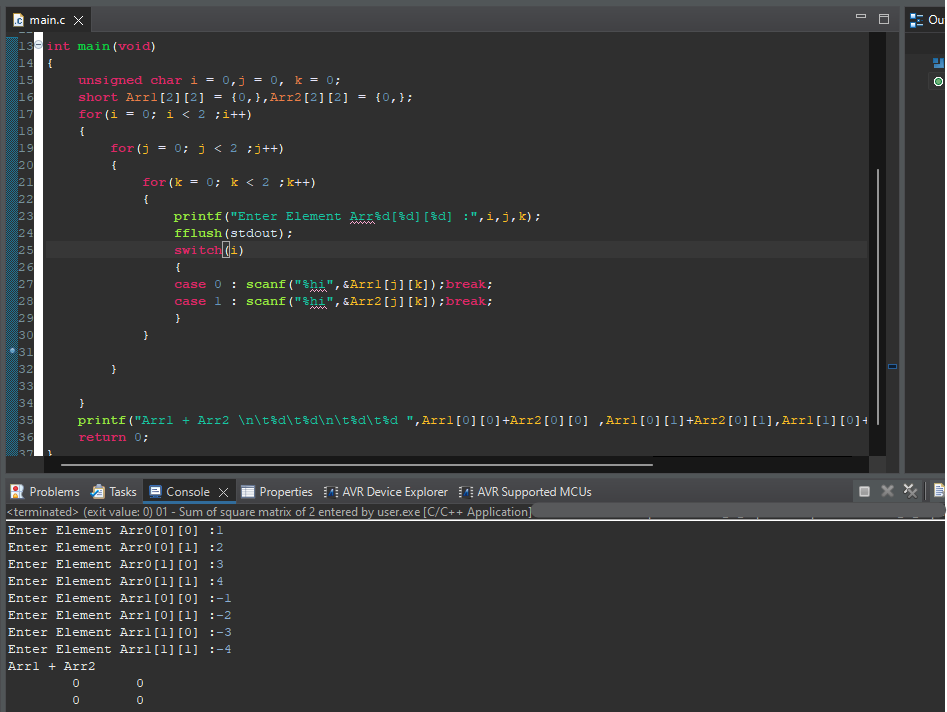 main.c
Ou
13 int main(void)
14 {
15 unsigned char i = 0,j = 0, k = 0;
16 short Arr1[2][2] = {0,},Arr2[2][2] = {0,};
17 for(i = 0; i < 2 ;i++)
18 {
19 for(j = 0; j < 2 ;j++)
20 {
21 for(k = 0; k < 2 ;k++)
22 {
23 printf("Enter Element Arr%d[%d][%d] :",i,j,k);
24 fflush(stdout);
25 switch(i)
26 {
27 case 0 : scanf("%hi",&Arr1[j][k]);break;
28 case 1 : scanf("%hi",&Arr2[j][k]);break;
29 }
30 }
31
32 }
33
34 }
35 printf("Arr1 + Arr2 \n\t%d\t%d\n\t%d\t%d ",Arr1[0][0]+Arr2[0][0] ,Arr1[0][1]+Arr2[0][1],Arr1[1][0]+
36 return 0;
37 }
Problems Tasks Console Properties AVR Device Explorer AVR Supported MCUs
<terminated> (exit value: 0) 01 - Sum of square matrix of 2 entered by user.exe [C/C++ Application]
Enter Element Arr0[0][0] :1
Enter Element Arr0[0][1] :2
Enter Element Arr0[1][0] :3
Enter Element Arr0[1][1] :4
Enter Element Arr1[0][0] :-1
Enter Element Arr1[0][1] :-2
Enter Element Arr1[1][0] :-3
Enter Element Arr1[1][1] :-4
Arr1 + Arr2
0 0
0 0